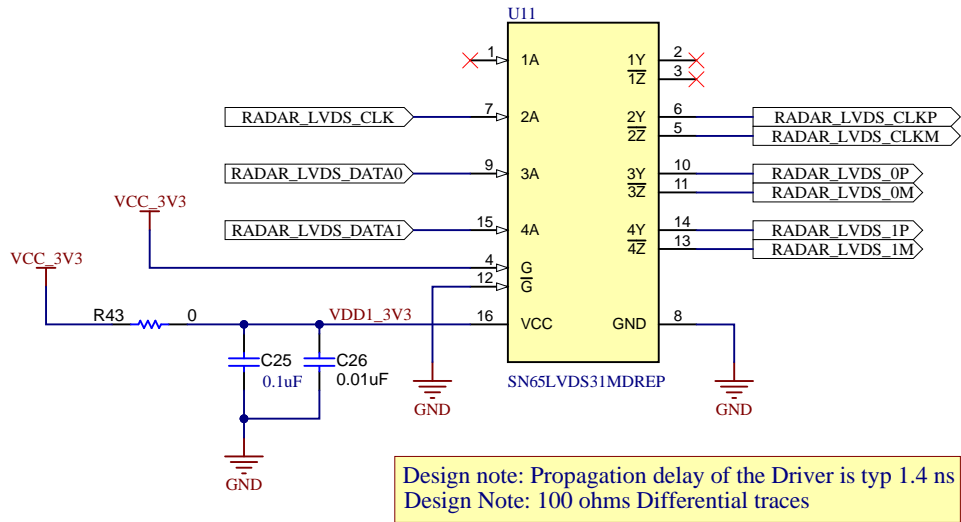 U11
1 1A 1Y 2
1Z 3
RADAR_LVDS_CLK 7 2A 2Y 6 RADAR_LVDS_CLKP
2Z 5 RADAR_LVDS_CLKM
RADAR_LVDS_DATA0 9 3A 3Y 10 RADAR_LVDS_0P
3Z 11 RADAR_LVDS_0M
VCC_3V3
RADAR_LVDS_DATA1 15 4A 4Y 14 RADAR_LVDS_1P
4Z 13 RADAR_LVDS_1M
VCC_3V3
4 G
12 G
R43 0 VDD1_3V3 16 VCC GND 8
C25 C26
0.1uF 0.01uF
SN65LVDS31MDREP
GND GND
GND
Design note: Propagation delay of the Driver is typ 1.4 ns
Design Note: 100 ohms Differential traces